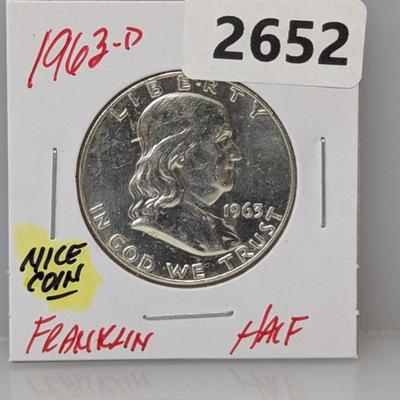 2652
1963-D
LIBERTY
1963
IN GOD WE TRUST
NICE
COIN
FRANKLIN HALF